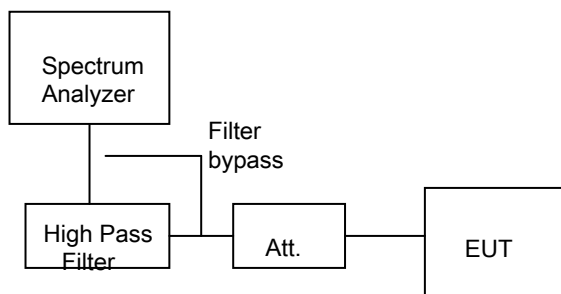 Spectrum
Analyzer
Filter
bypass
High Pass
Filter
Att.
EUT